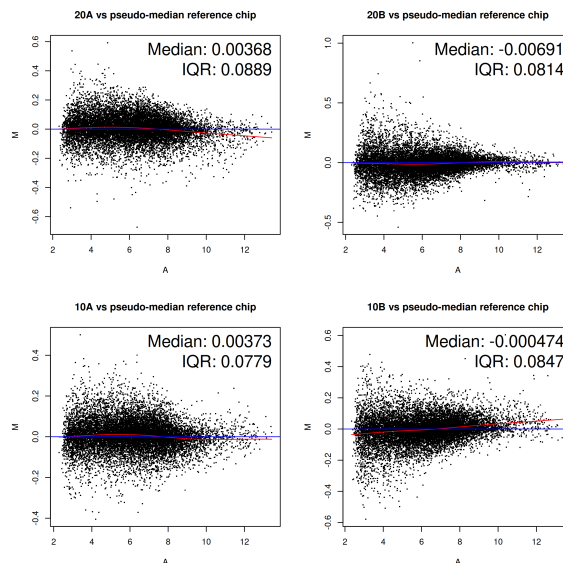 20A vs pseudo-median reference chip
Median: 0.00368
IQR: 0.0889
0.6
0.4
0.2
0.0
-0.2
-0.4
-0.6
M
2 4 6 8 10 12
A
20B vs pseudo-median reference chip
Median: -0.00691
IQR: 0.0814
1.0
0.5
0.0
-0.5
M
2 4 6 8 10 12
A
10A vs pseudo-median reference chip
Median: 0.00373
IQR: 0.0779
0.4
0.2
0.0
-0.2
-0.4
M
2 4 6 8 10 12
A
10B vs pseudo-median reference chip
Median: -0.000474
IQR: 0.0847
0.6
0.4
0.2
0.0
-0.2
-0.4
-0.6
M
2 4 6 8 10 12
A